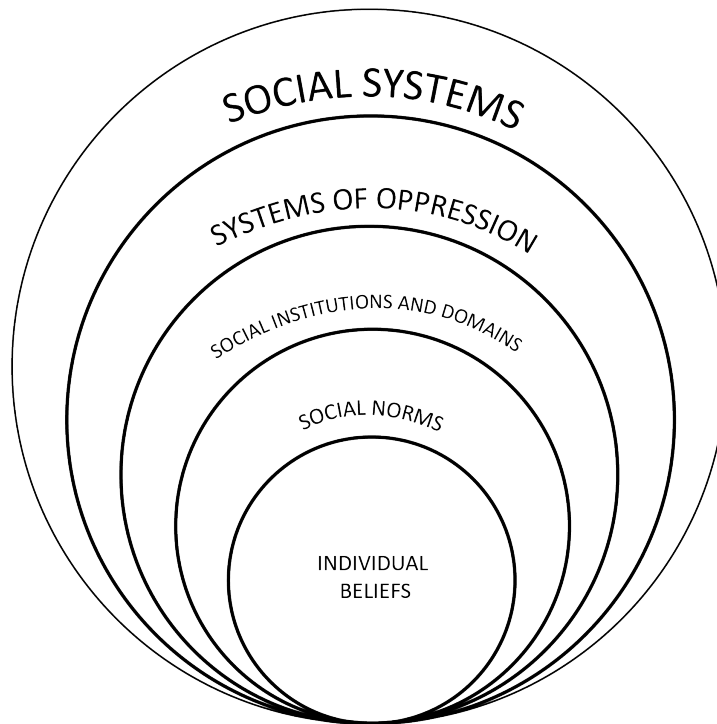 SOCIAL SYSTEMS
SYSTEMS OF OPPRESSION
SOCIAL INSTITUTIONS AND DOMAINS
SOCIAL NORMS
INDIVIDUAL
BELIEFS